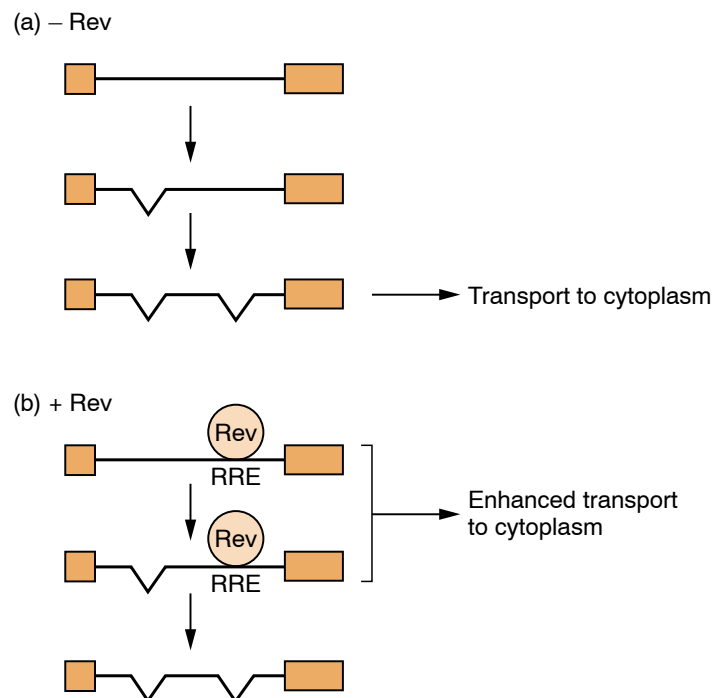 (a) – Rev
Transport to cytoplasm
(b) + Rev
Rev
RRE
Enhanced transport
to cytoplasm
Rev
RRE